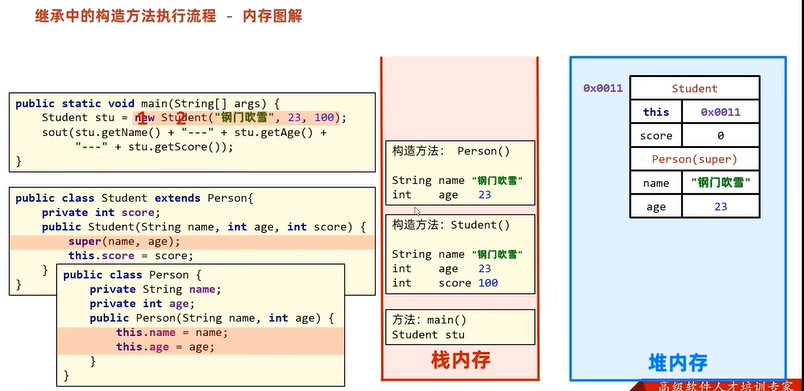 继承中的构造方法执行流程 - 内存图解
public static void main(String[] args) {
Student stu = new Student("钢门吹雪", 23, 100);
1 2
sout(stu.getName() + "---" + stu.getAge() +
"---" + stu.getScore());
}
public class Student extends Person{
private int score;
public Student(String name, int age, int score) {
super(name, age);
this.score = score;
}
}
public class Person {
private String name;
private int age;
public Person(String name, int age) {
this.name = name;
this.age = age;
}
}
构造方法: Person()
String name "钢门吹雪"
int age 23
构造方法: Student()
String name "钢门吹雪"
int age 23
int score 100
方法: main()
Student stu
栈内存
0x0011
Student
this 0x0011
score 0
Person(super)
name "钢门吹雪"
age 23
堆内存
高级软件人才培训专家